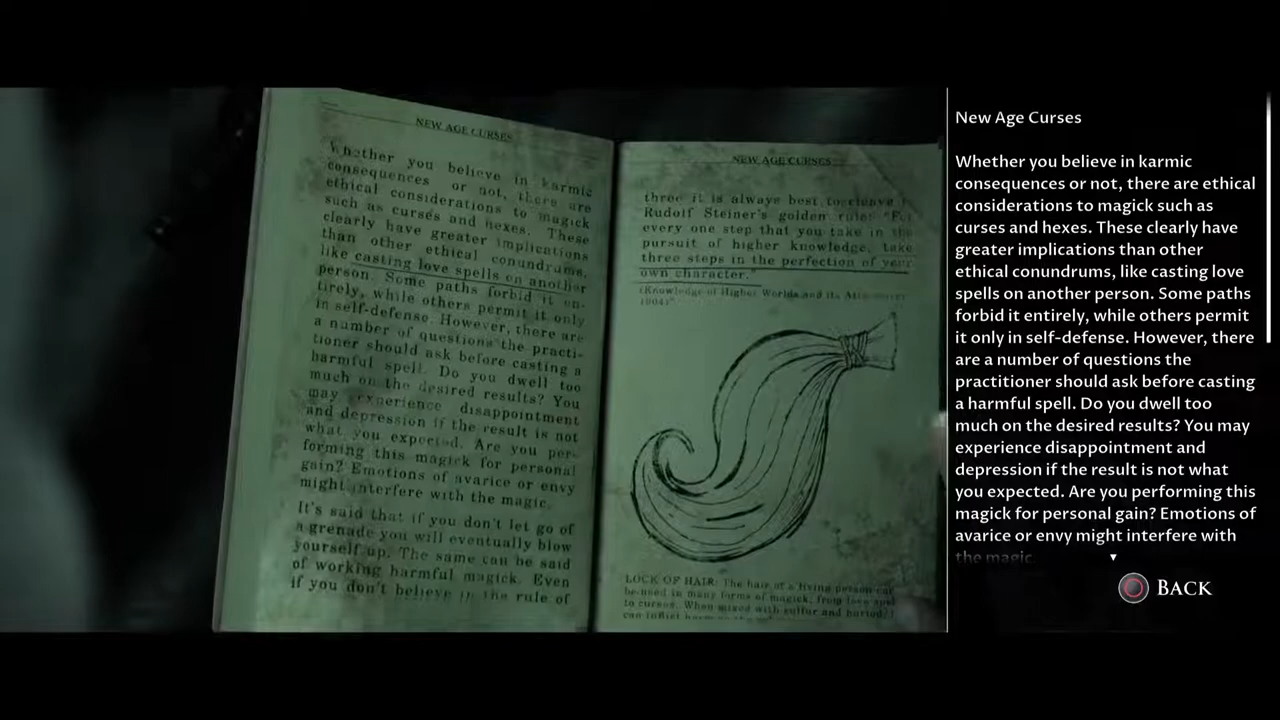 NEW AGE CURSES
Whether you believe in karmic
consequences or not, there are
ethical considerations to magick
such as curses and hexes. These
clearly have greater implications
than other ethical conundrums,
like casting love spells on another
person. Some paths forbid it en-
tirely, while others permit it only
in self-defense. However, there are
a number of questions the practi-
tioner should ask before casting a
harmful spell. Do you dwell too
much on the desired results? You
may experience disappointment
and depression if the result is not
what you expected. Are you per-
forming this magick for personal
gain? Emotions of avarice or envy
might interfere with the magic.
It's said that if you don't let go of
a grenade you will eventually blow
yourself up. The same can be said
of working harmful magick. Even
if you don't believe in the rule of
NEW AGE CURSES
three it is always best to cleave
Rudolf Steiner's golden rule: "For
every one step that you take in the
pursuit of higher knowledge, take
three steps in the perfection of your
own character."
(Knowledge of Higher Worlds and its
1904)"
LOCK OF HAIR: The hair of a living person can
be used in many forms of magick, from love
to curses. When mixed with sulfur and buried
can inflict harm
New Age Curses
Whether you believe in karmic
consequences or not, there are ethical
considerations to magick such as
curses and hexes. These clearly have
greater implications than other
ethical conundrums, like casting love
spells on another person. Some paths
forbid it entirely, while others permit
it only in self-defense. However, there
are a number of questions the
practitioner should ask before casting
a harmful spell. Do you dwell too
much on the desired results? You may
experience disappointment and
depression if the result is not what
you expected. Are you performing this
magick for personal gain? Emotions of
avarice or envy might interfere with
the magic.
BACK